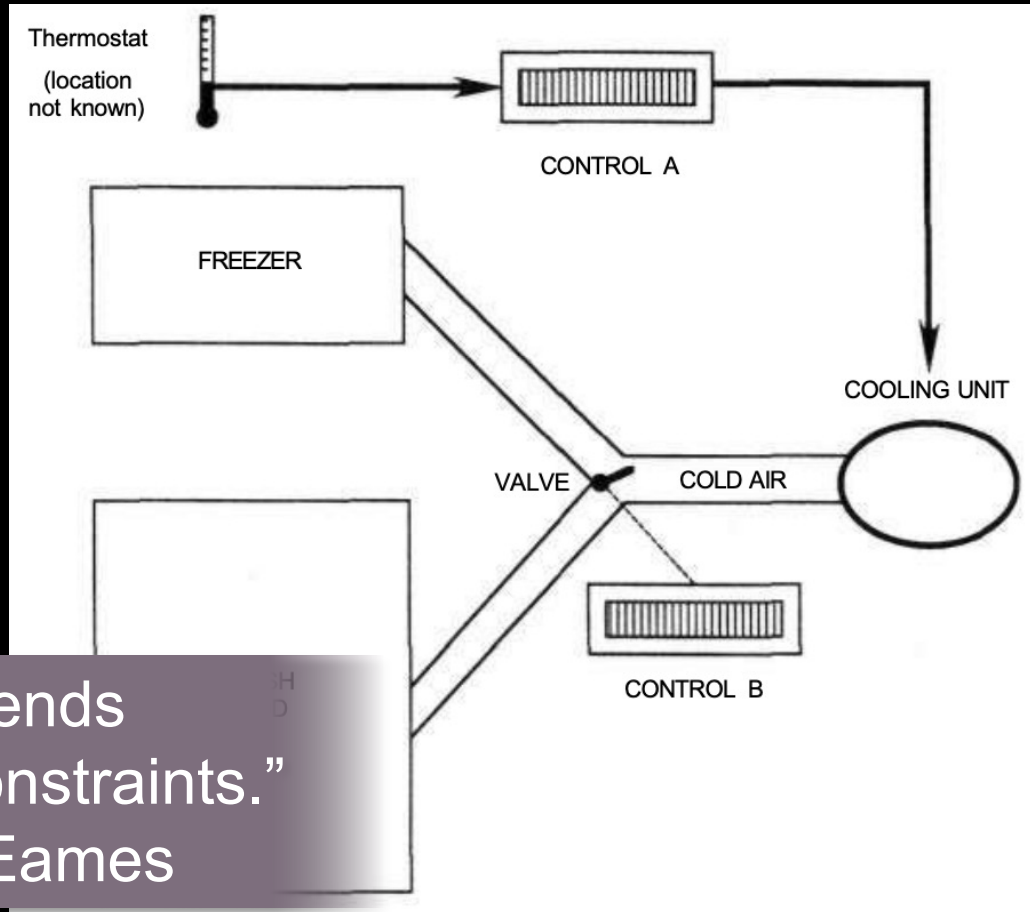 Thermostat
(location
not known)
CONTROL A
FREEZER
COOLING UNIT
VALVE
COLD AIR
CONTROL B
ends
onstraints.”
Eames